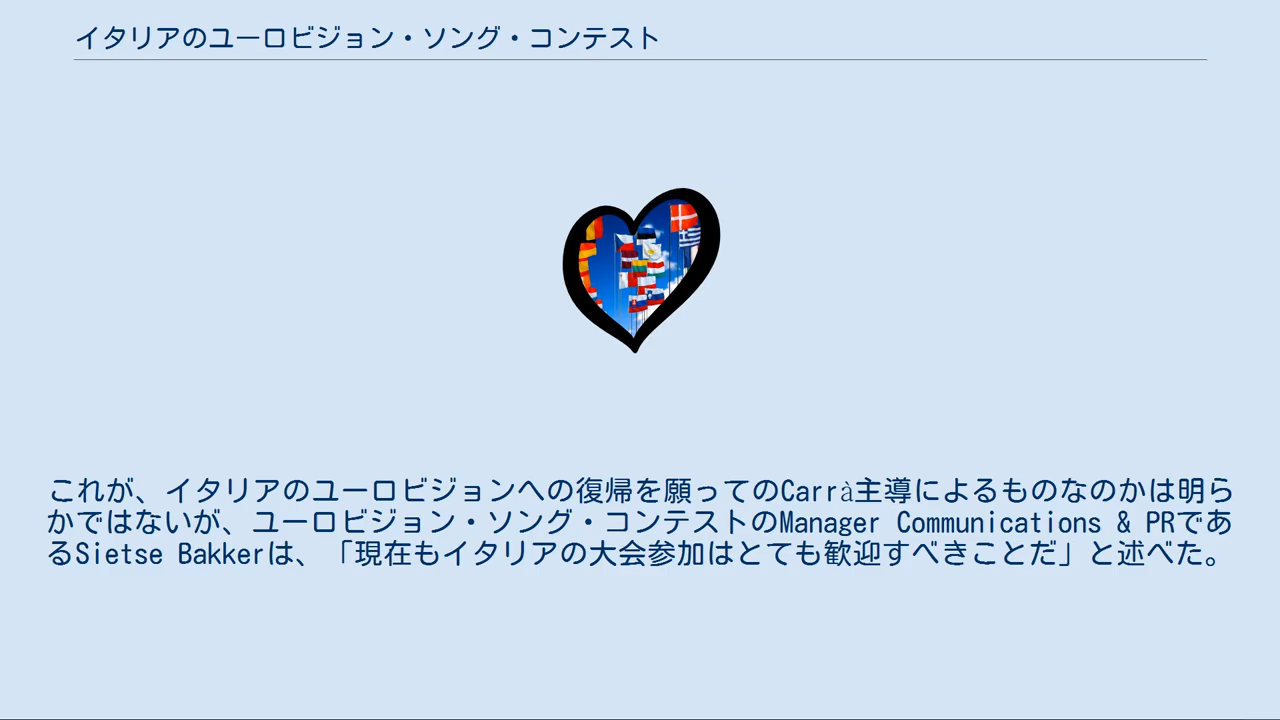 イタリアのユーロビジョン・ソング・コンテスト
これが、イタリアのユーロビジョンへの復帰を願ってのCarrà主導によるものなのかは明ら
かではないが、ユーロビジョン・ソング・コンテストのManager Communications & PRであ
るSietse Bakkerは、「現在もイタリアの大会参加はとても歓迎すべきことだ」と述べた。